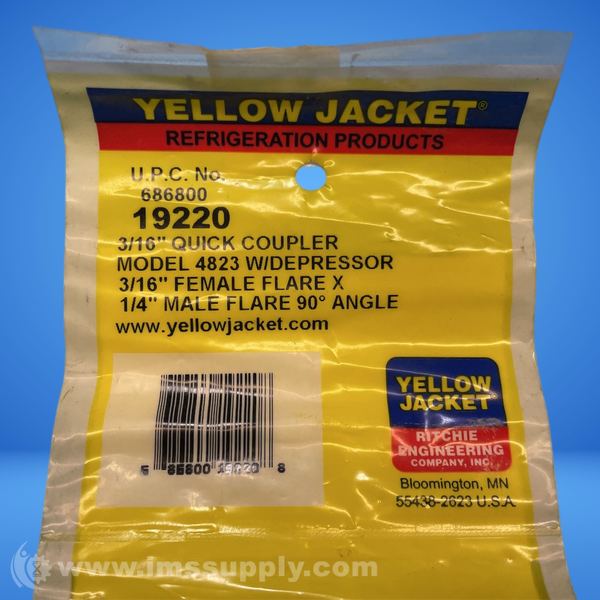 YELLOW JACKET®
REFRIGERATION PRODUCTS
U.P.C. No.
686800
19220
3/16" QUICK COUPLER
MODEL 4823 W/DEPRESSOR
3/16" FEMALE FLARE X
1/4" MALE FLARE 90° ANGLE
www.yellowjacket.com
YELLOW
JACKET
RITCHIE
ENGINEERING
COMPANY, INC.
Bloomington, MN
55438-2623 U.S.A.
8
www.imssupply.com